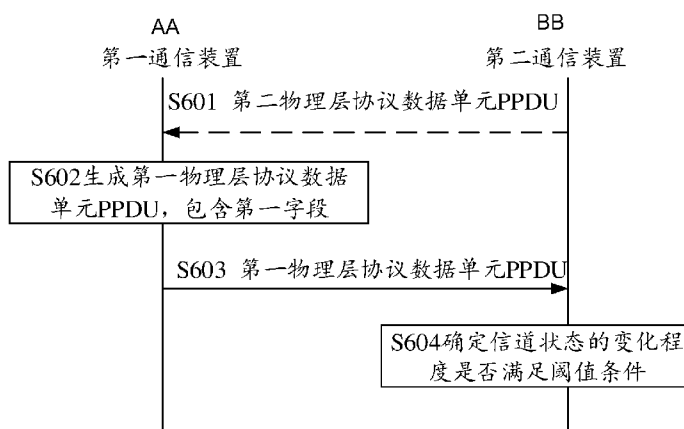 AA
BB
第一通信装置
第二通信装置
S601 第二物理层协议数据单元PPDU
S602生成第一物理层协议数据
单元PPDU，包含第一字段
S603 第一物理层协议数据单元PPDU
S604确定信道状态的变化程
度是否满足阈值条件